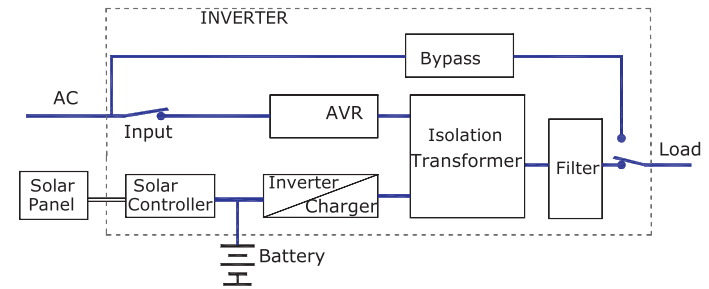 INVERTER
Bypass
AC
AVR
Input
Isolation
Transformer
Load
Filter
Solar
Panel
Solar
Controller
Inverter
Charger
Battery